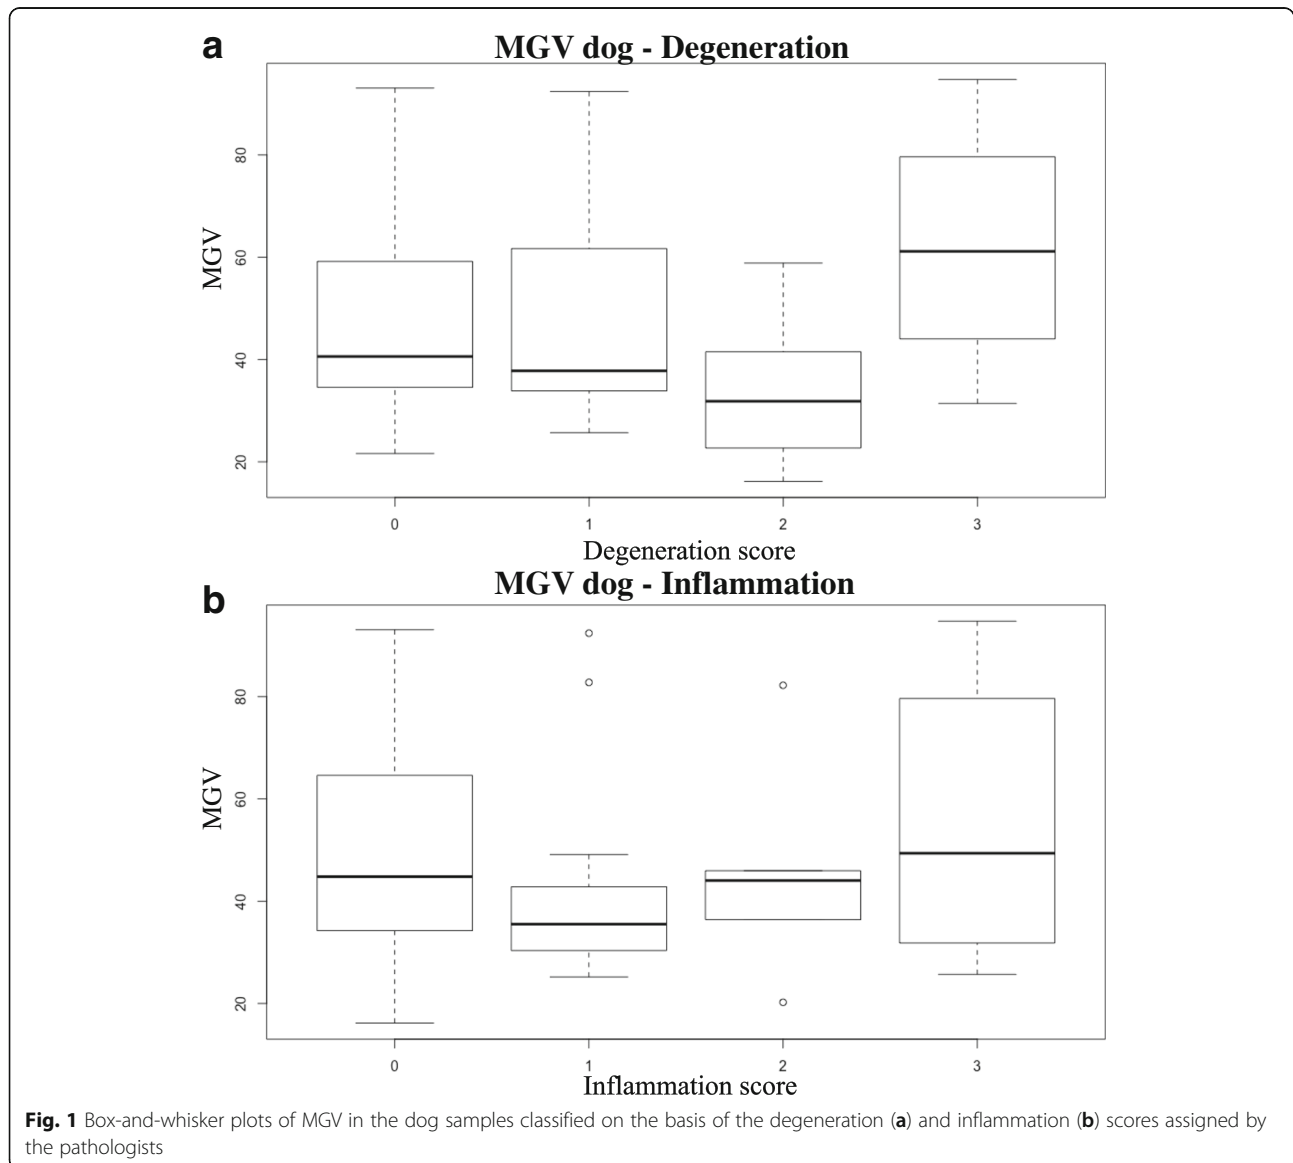 a
MGV dog - Degeneration
MGV
80
60
40
20
0 1 2 3
Degeneration score
b
MGV dog - Inflammation
MGV
80
60
40
20
0 1 2 3
Inflammation score
Fig. 1 Box-and-whisker plots of MGV in the dog samples classified on the basis of the degeneration (a) and inflammation (b) scores assigned by
the pathologists